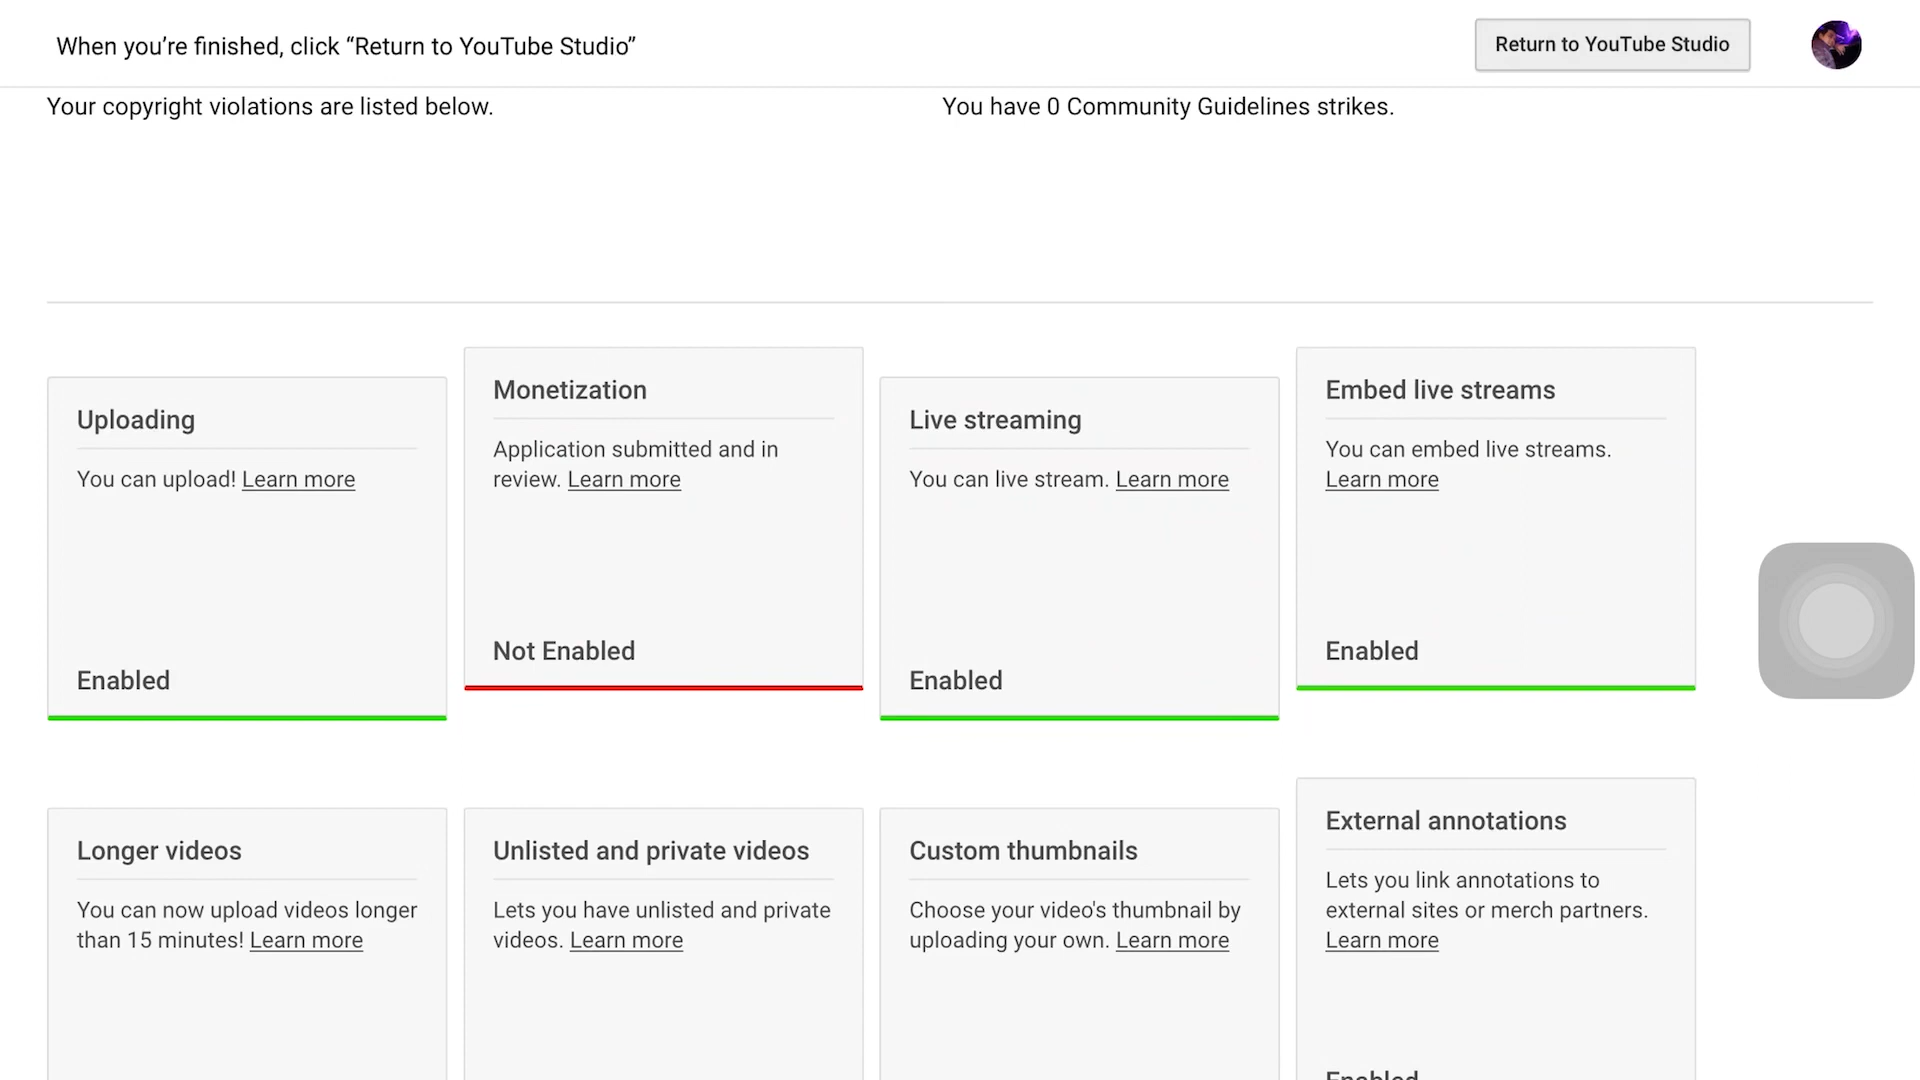 When you’re finished, click “Return to YouTube Studio”
Return to YouTube Studio
Your copyright violations are listed below.
You have 0 Community Guidelines strikes.
Uploading
You can upload! Learn more
Enabled
Monetization
Application submitted and in
review. Learn more
Not Enabled
Live streaming
You can live stream. Learn more
Enabled
Embed live streams
You can embed live streams.
Learn more
Enabled
Longer videos
You can now upload videos longer
than 15 minutes! Learn more
Unlisted and private videos
Lets you have unlisted and private
videos. Learn more
Custom thumbnails
Choose your video's thumbnail by
uploading your own. Learn more
External annotations
Lets you link annotations to
external sites or merch partners.
Learn more
Enabled